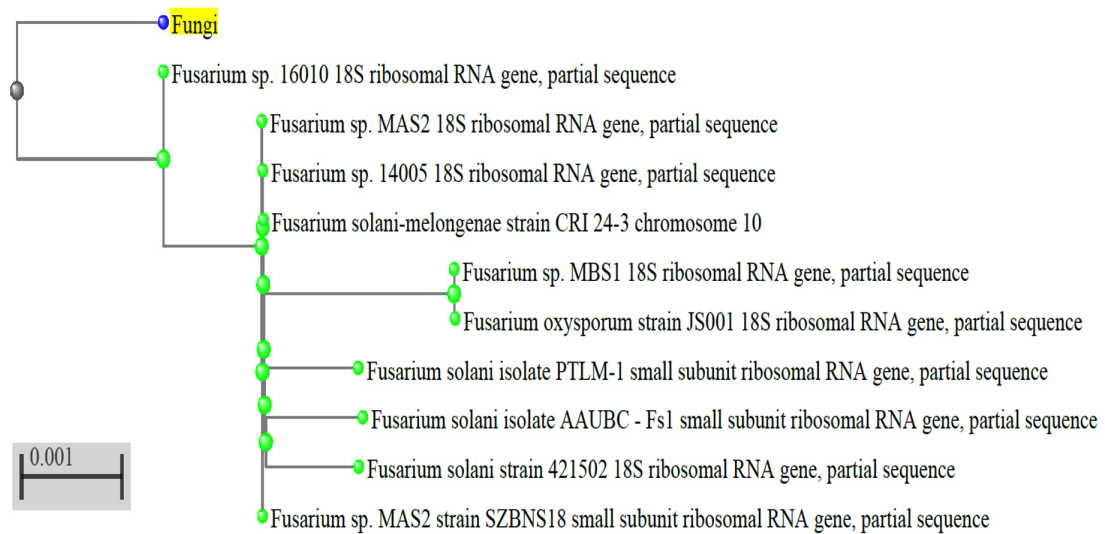 Fungi
Fusarium sp. 16010 18S ribosomal RNA gene, partial sequence
Fusarium sp. MAS2 18S ribosomal RNA gene, partial sequence
Fusarium sp. 14005 18S ribosomal RNA gene, partial sequence
Fusarium solani-melongenae strain CRI 24-3 chromosome 10
Fusarium sp. MBS1 18S ribosomal RNA gene, partial sequence
Fusarium oxysporum strain JS001 18S ribosomal RNA gene, partial sequence
Fusarium solani isolate PTLM-1 small subunit ribosomal RNA gene, partial sequence
Fusarium solani isolate AAUBC - Fs1 small subunit ribosomal RNA gene, partial sequence
0.001
Fusarium solani strain 421502 18S ribosomal RNA gene, partial sequence
Fusarium sp. MAS2 strain SZBNS18 small subunit ribosomal RNA gene, partial sequence